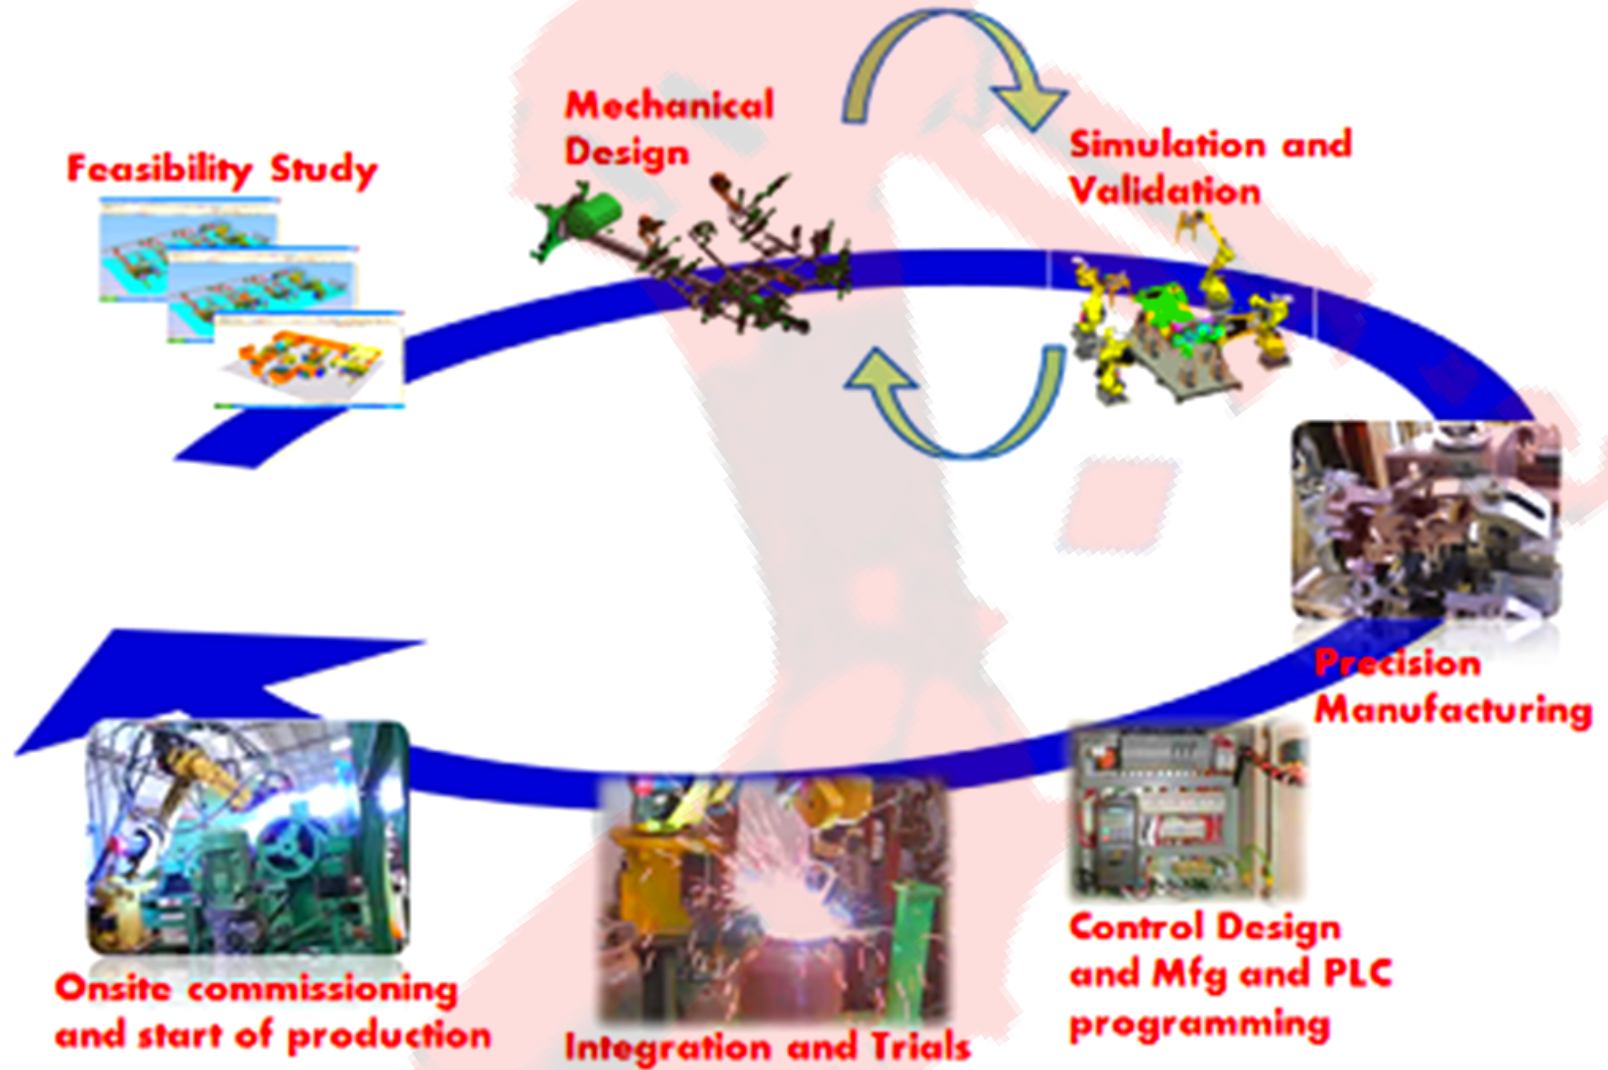 Feasibility Study
Mechanical
Design
Simulation and
Validation
Precision
Manufacturing
Control Design
and Mfg and PLC
programming
Integration and Trials
Onsite commissioning
and start of production